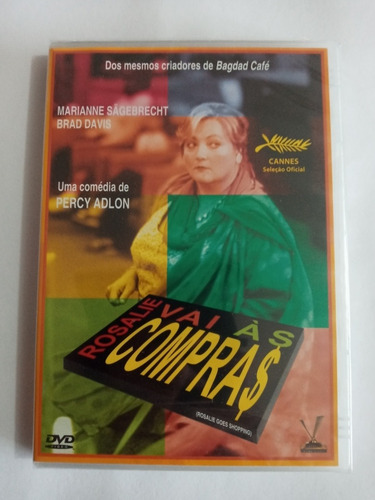 Dos mesmos criadores de Bagdad Café
MARIANNE SÄGEBRECHT
BRAD DAVIS
CANNES
Seleção Oficial
Uma comédia de
PERCY ADLON
ROSALIE
VAI ÀS
COMPRA$
(ROSALIE GOES SHOPPING)
DVD
VIDEO